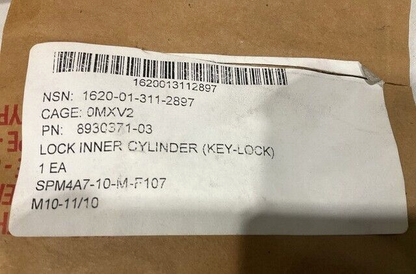 1620013112897
NSN: 1620-01-311-2897
CAGE: 0MXV2
PN: 8930371-03
LOCK INNER CYLINDER (KEY-LOCK)
1 EA
SPM4A7-10-M-F107
M10-11/10